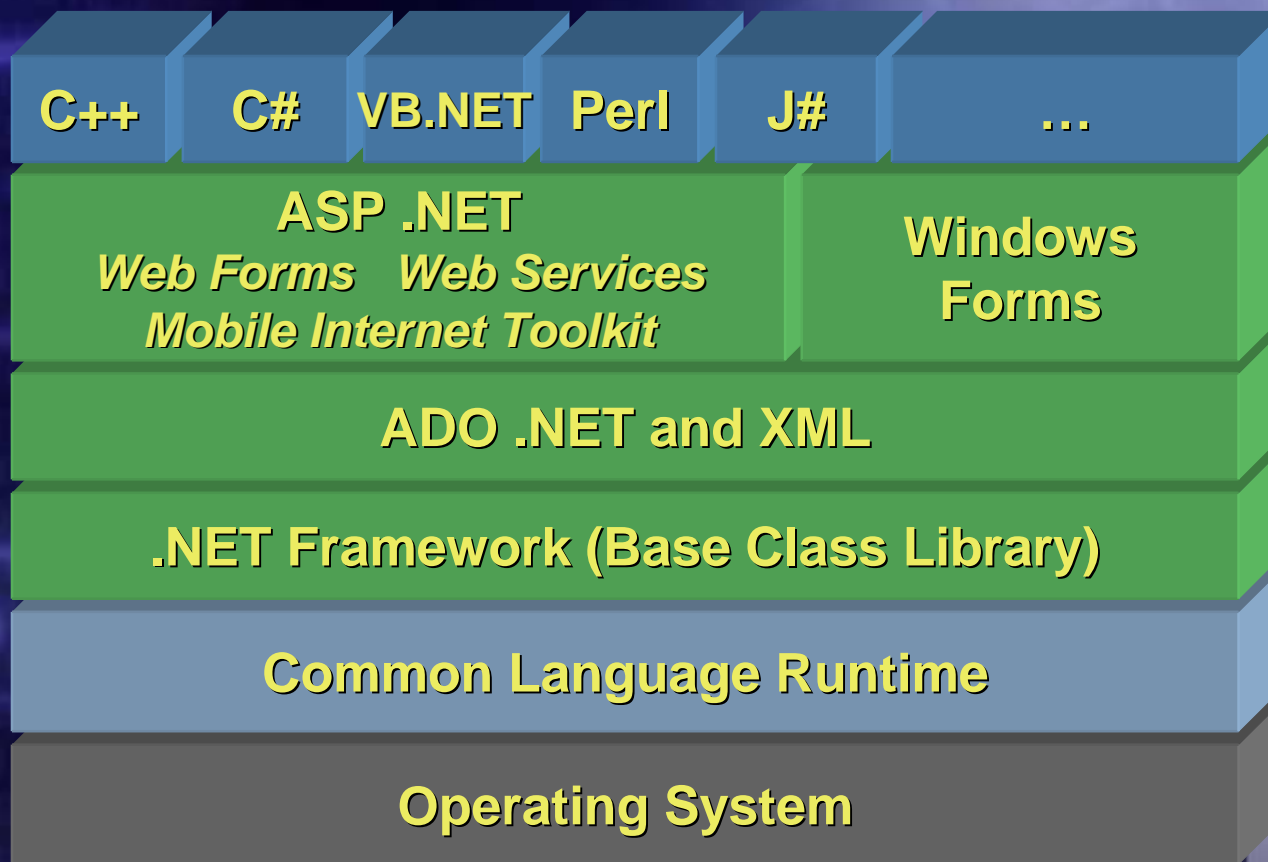 C++ C# VB.NET Perl J# …
ASP .NET
Web Forms Web Services
Mobile Internet Toolkit
Windows
Forms
ADO .NET and XML
.NET Framework (Base Class Library)
Common Language Runtime
Operating System